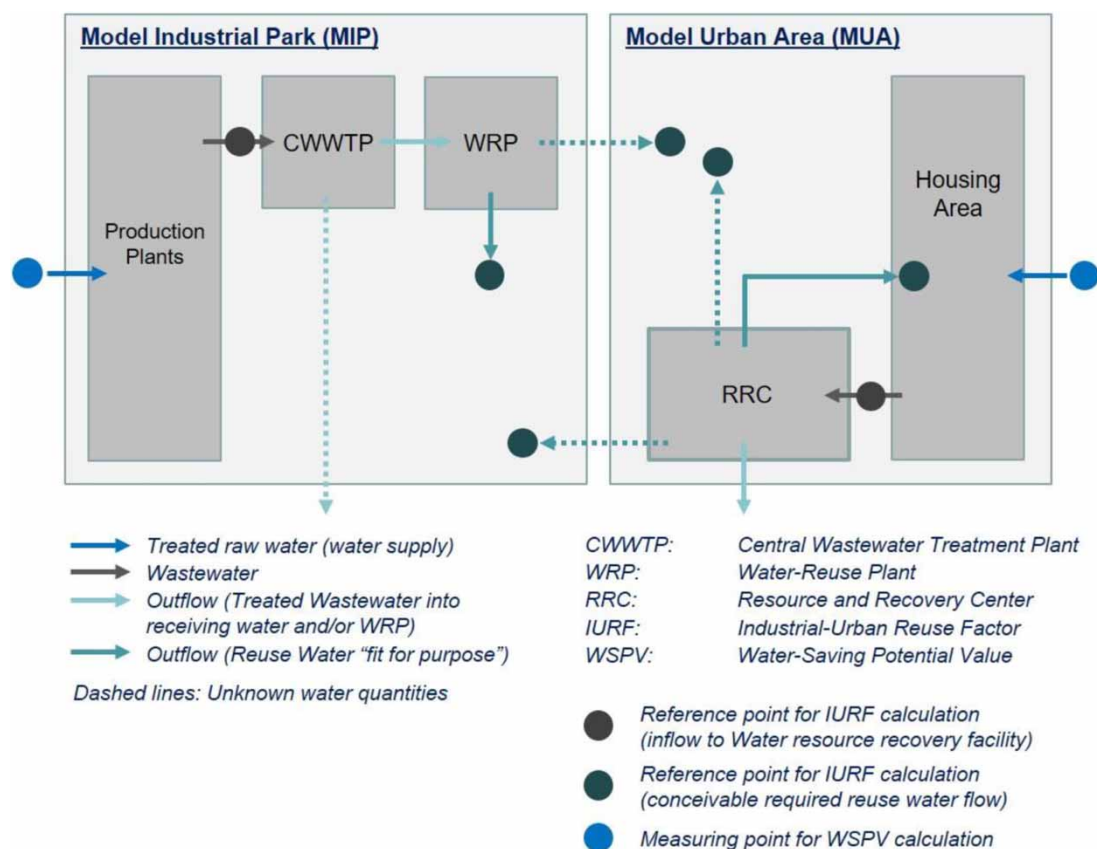 Model Industrial Park (MIP)
Model Urban Area (MUA)
CWWTP
WRP
Housing
Area
Production
Plants
RRC
Treated raw water (water supply)
Wastewater
Outflow (Treated Wastewater into
receiving water and/or WRP)
Outflow (Reuse Water “fit for purpose”)
Dashed lines: Unknown water quantities
CWWTP: Central Wastewater Treatment Plant
WRP: Water-Reuse Plant
RRC: Resource and Recovery Center
IURF: Industrial-Urban Reuse Factor
WSPV: Water-Saving Potential Value
Reference point for IURF calculation
(inflow to Water resource recovery facility)
Reference point for IURF calculation
(conceivable required reuse water flow)
Measuring point for WSPV calculation